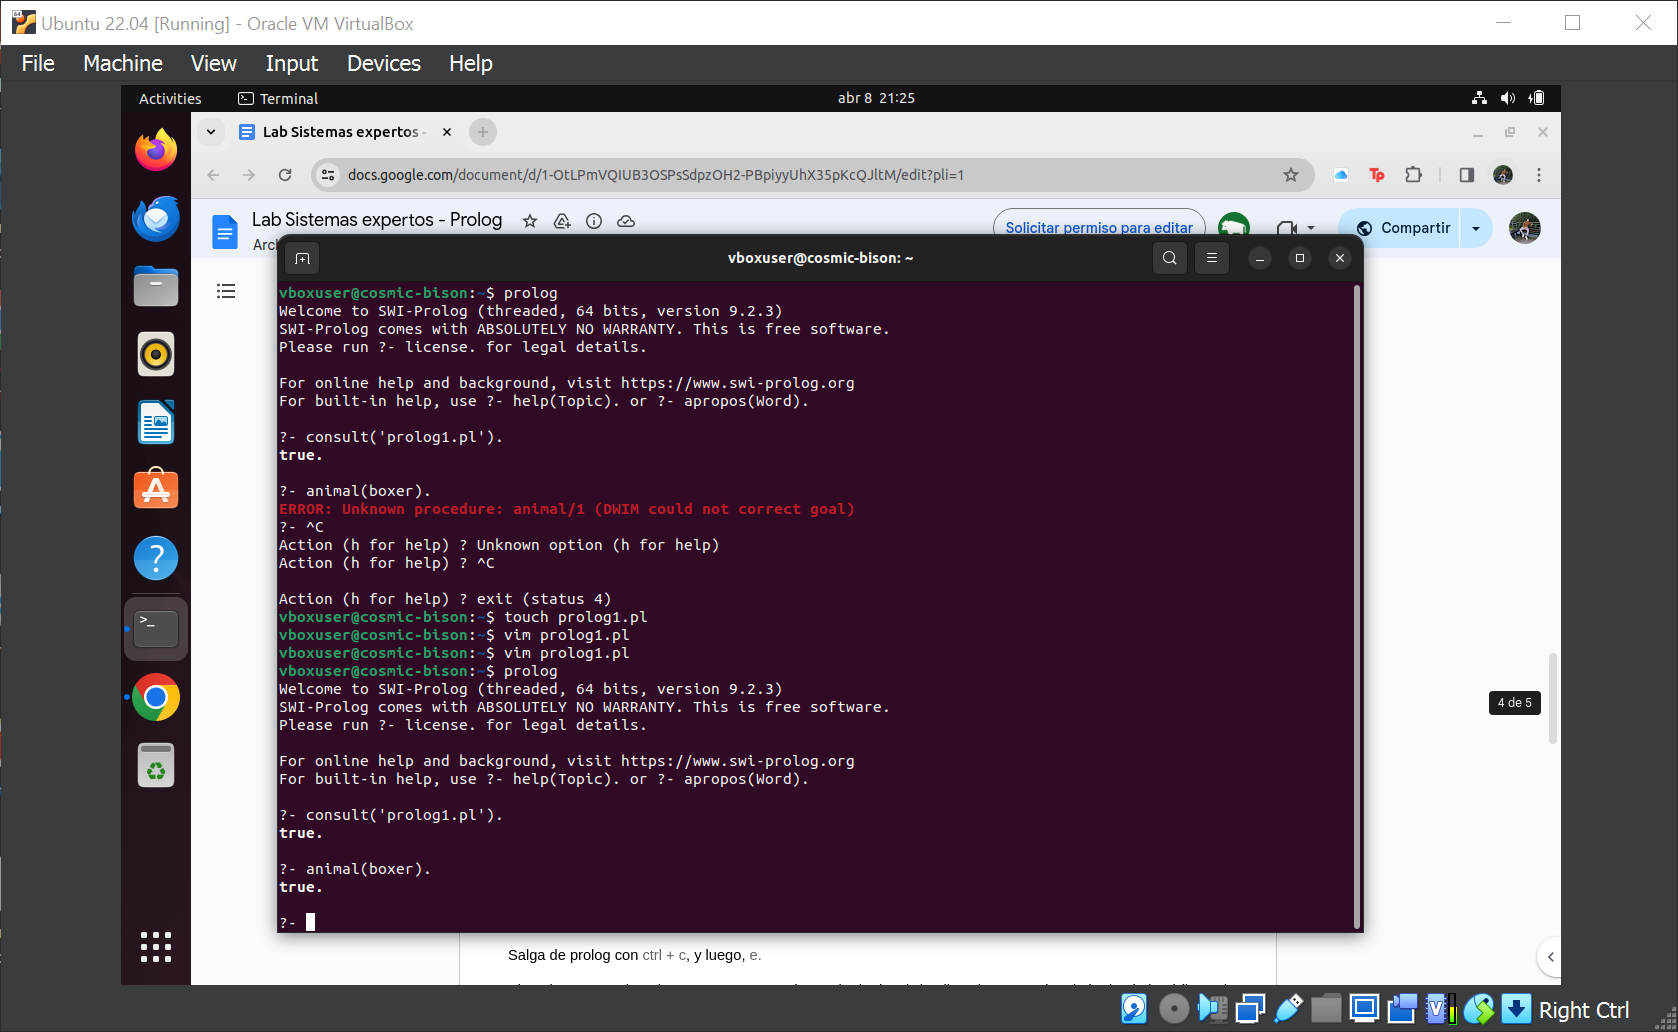 Ubuntu 22.04 [Running] - Oracle VM VirtualBox
File Machine View Input Devices Help
Activities Terminal abr 8 21:25
Lab Sistemas expertos -
docs.google.com/document/d/1-OtLPmVQIUB3OSPsSdpzOH2-PBpiyyUhX35pKcQJltM/edit?pli=1
Tp
Lab Sistemas expertos - Prolog
Solicitar permiso para editar
Compartir
vboxuser@cosmic-bison: ~
vboxuser@cosmic-bison:~$ prolog
Welcome to SWI-Prolog (threaded, 64 bits, version 9.2.3)
SWI-Prolog comes with ABSOLUTELY NO WARRANTY. This is free software.
Please run ?- license. for legal details.
For online help and background, visit https://www.swi-prolog.org
For built-in help, use ?- help(Topic). or ?- apropos(Word).
?- consult('prolog1.pl').
true.
?- animal(boxer).
ERROR: Unknown procedure: animal/1 (DWIM could not correct goal)
?- ^C
Action (h for help) ? Unknown option (h for help)
Action (h for help) ? ^C
Action (h for help) ? exit (status 4)
vboxuser@cosmic-bison:~$ touch prolog1.pl
vboxuser@cosmic-bison:~$ vim prolog1.pl
vboxuser@cosmic-bison:~$ vim prolog1.pl
vboxuser@cosmic-bison:~$ prolog
Welcome to SWI-Prolog (threaded, 64 bits, version 9.2.3)
SWI-Prolog comes with ABSOLUTELY NO WARRANTY. This is free software.
Please run ?- license. for legal details.
For online help and background, visit https://www.swi-prolog.org
For built-in help, use ?- help(Topic). or ?- apropos(Word).
?- consult('prolog1.pl').
true.
?- animal(boxer).
true.
?-
4 de 5
Salga de prolog con ctrl + c, y luego, e.
Right Ctrl